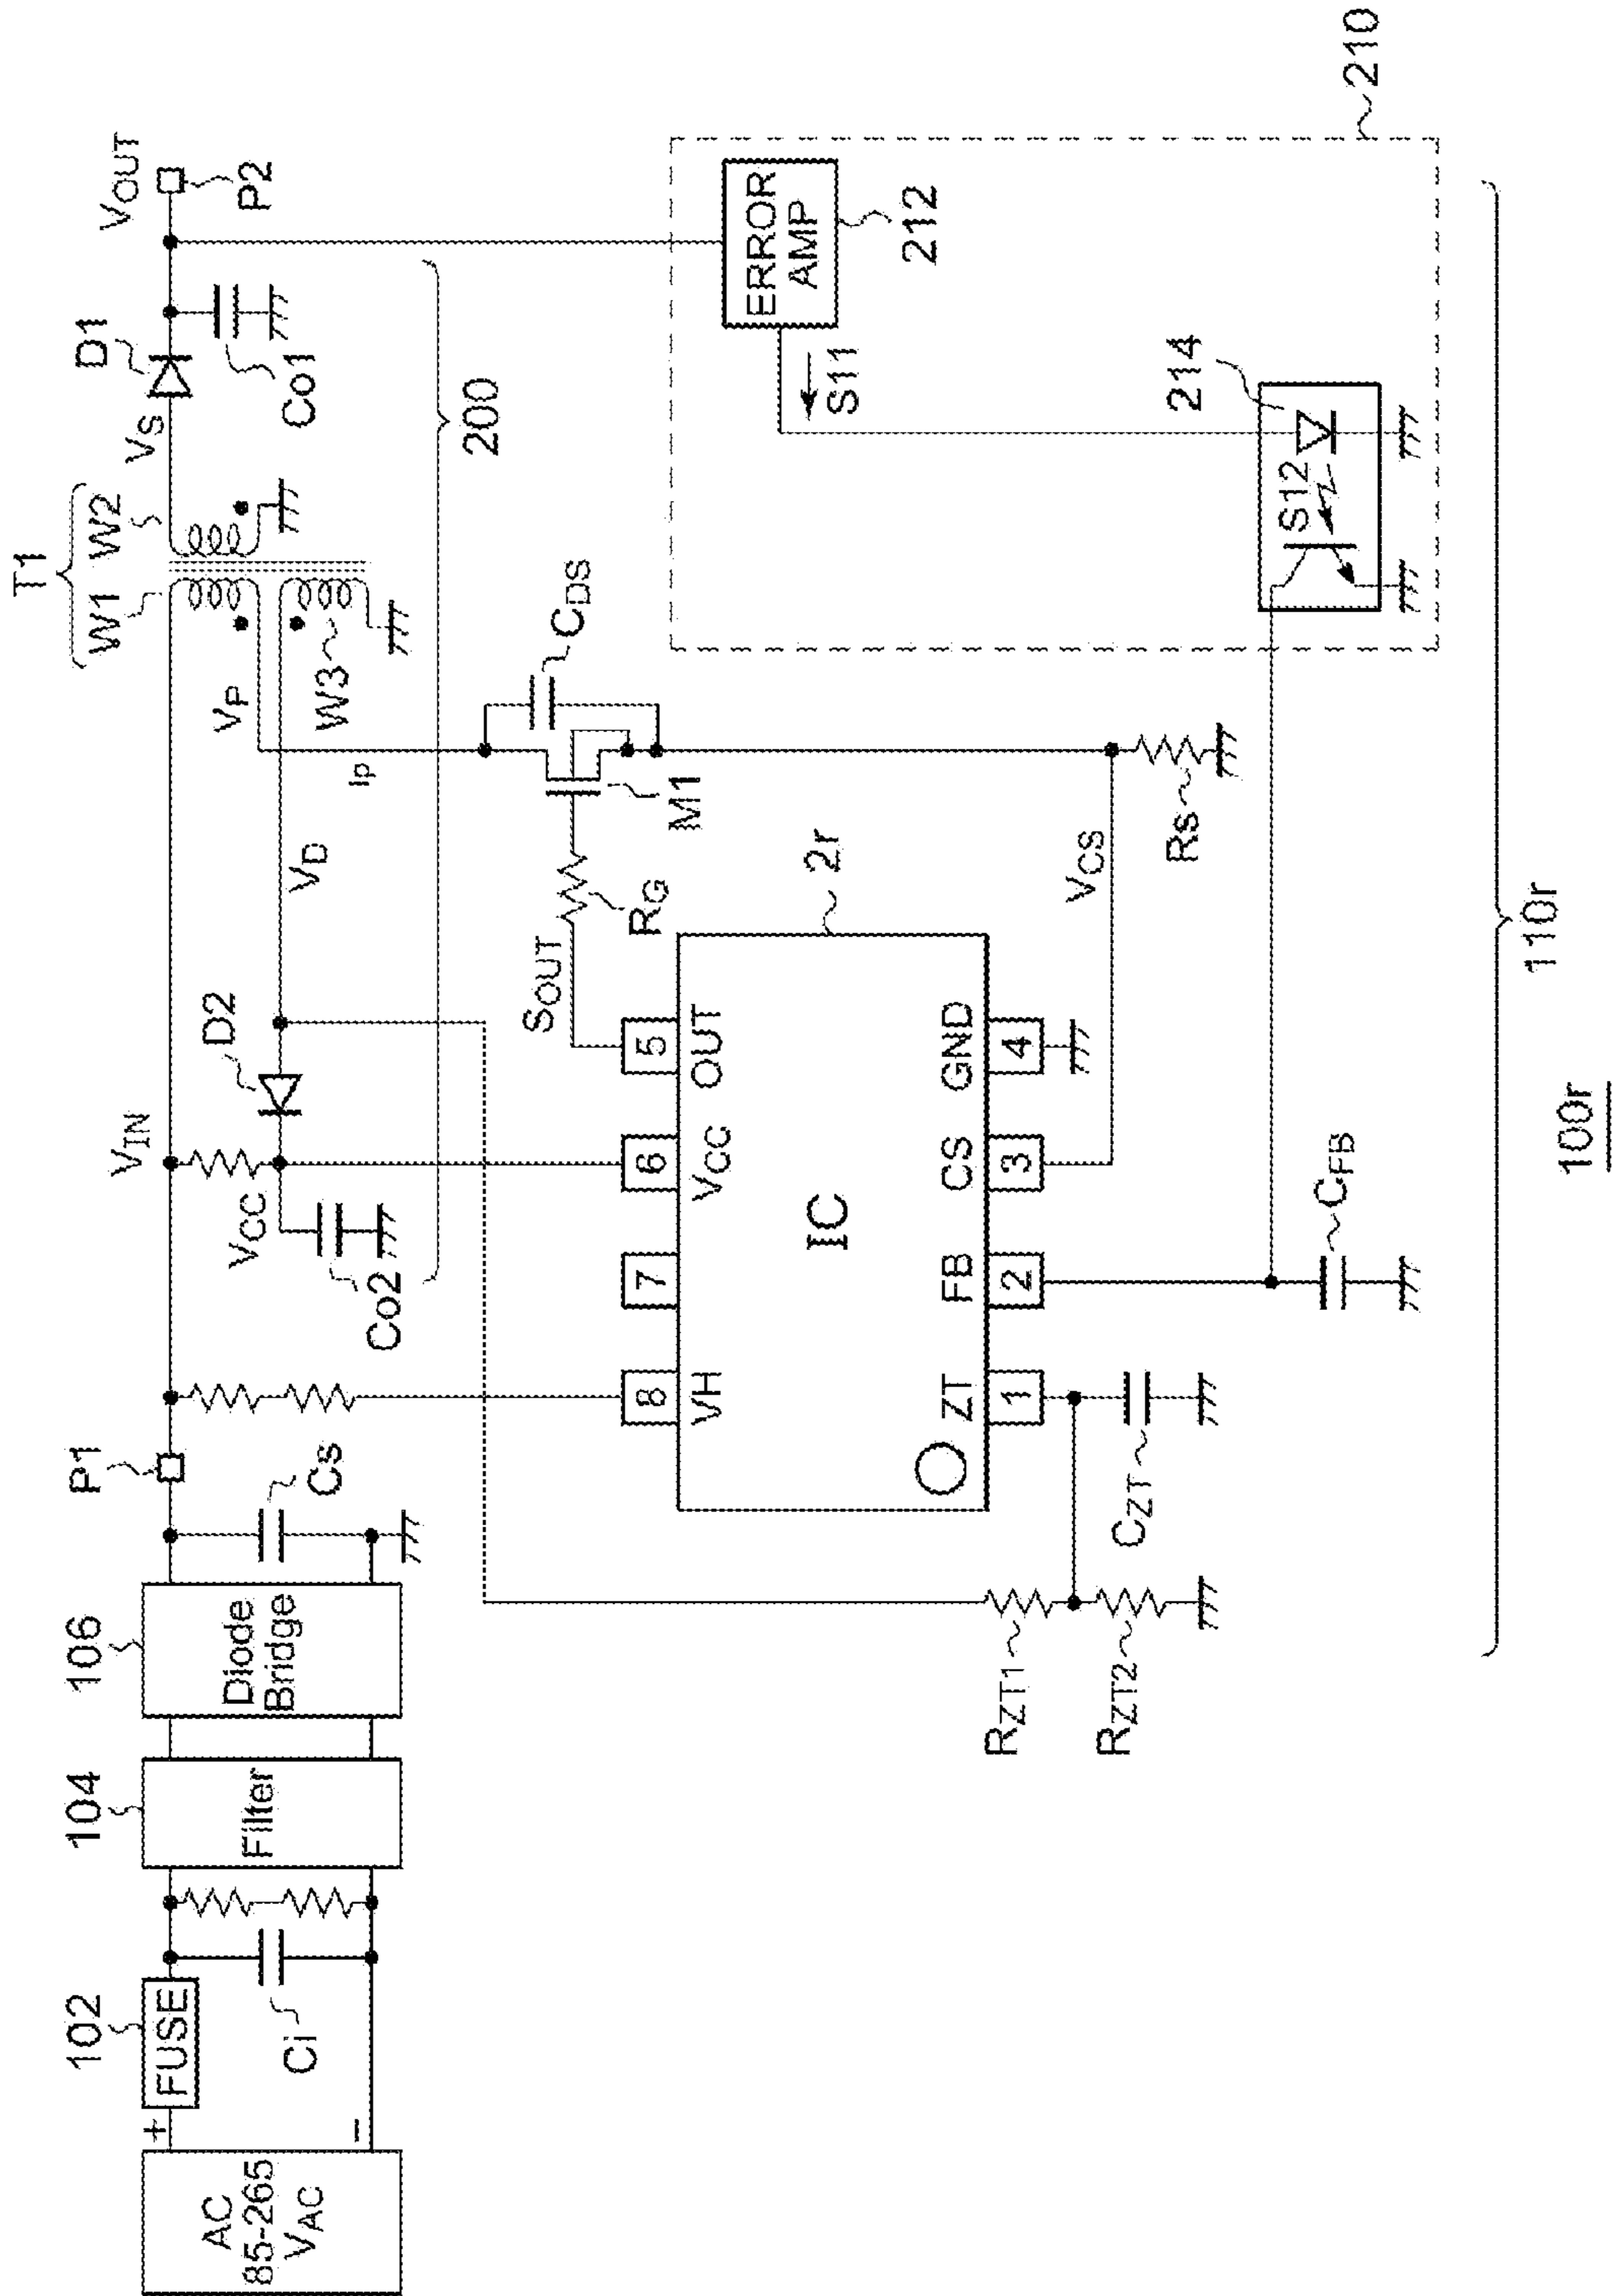 T1
W1 W2
VS
D1
VOUT
P2
Co1
P1
VIN
D2
VD
VP
W3
VCC
Co2
200
Ip
CDS
M1
RG
SOUT
102
FUSE
104
Filter
106
Diode
Bridge
AC
85-265
VAC
+
−
Ci
Cs
8
7
6
5
VH
VCC
OUT
IC
2r
ZT
FB
CS
GND
1
2
3
4
VCS
Rs
RZT1
RZT2
CZT
CFB
ERROR
AMP
212
S11
214
S12
210
110r
100r